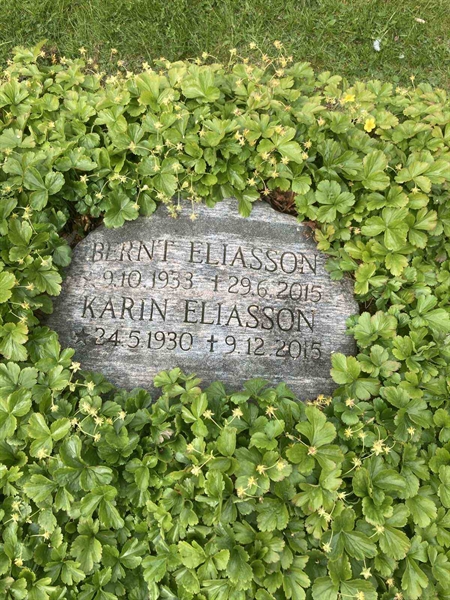 BERNT ELIASSON
* 9.10.1933 † 29.6.2015
KARIN ELIASSON
* 24.5 1930 † 9.12.2015